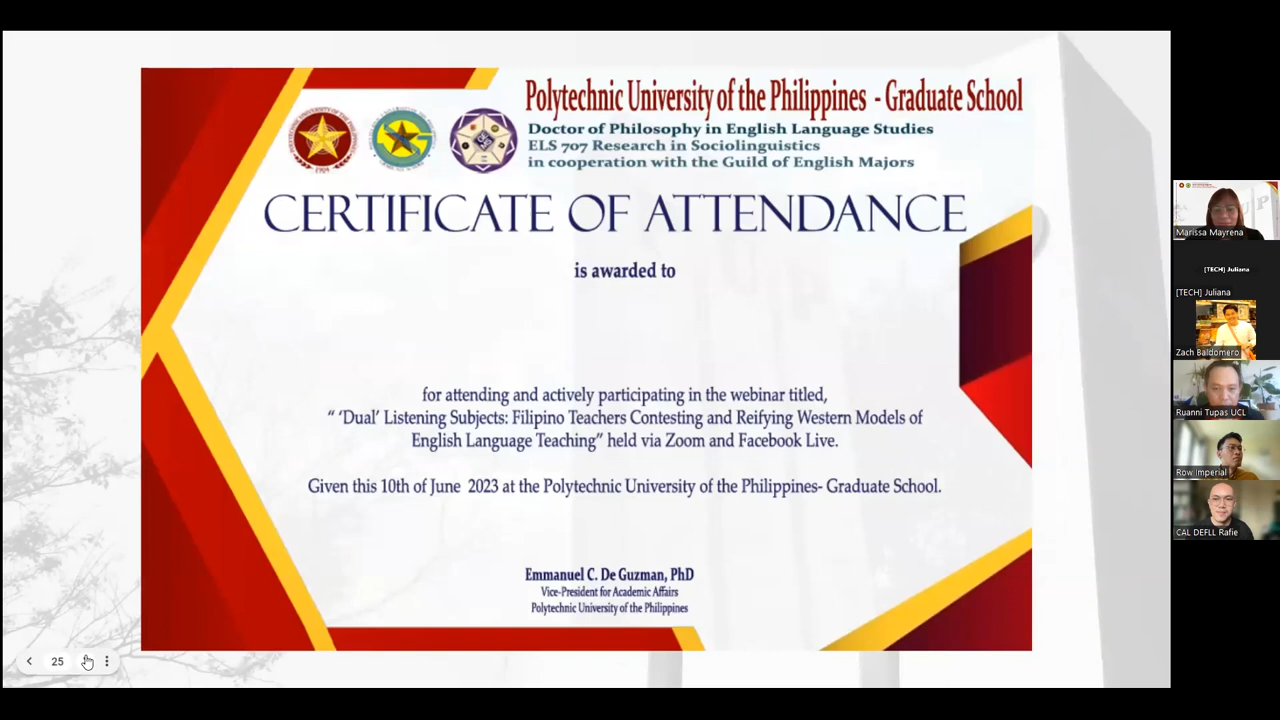 Polytechnic University of the Philippines - Graduate School
Doctor of Philosophy in English Language Studies
ELS 707 Research in Sociolinguistics
in cooperation with the Guild of English Majors
CERTIFICATE OF ATTENDANCE
is awarded to
for attending and actively participating in the webinar titled,
“ ‘Dual’ Listening Subjects: Filipino Teachers Contesting and Reifying Western Models of
English Language Teaching” held via Zoom and Facebook Live.
Given this 10th of June 2023 at the Polytechnic University of the Philippines- Graduate School.
Emmanuel C. De Guzman, PhD
Vice-President for Academic Affairs
Polytechnic University of the Philippines
25
Marissa Mayrena
[TECH] Juliana
[TECH] Juliana
Zach Baldomero
Ruanni Tupas UCL
Row Imperial
CAL DEFLL Rafie